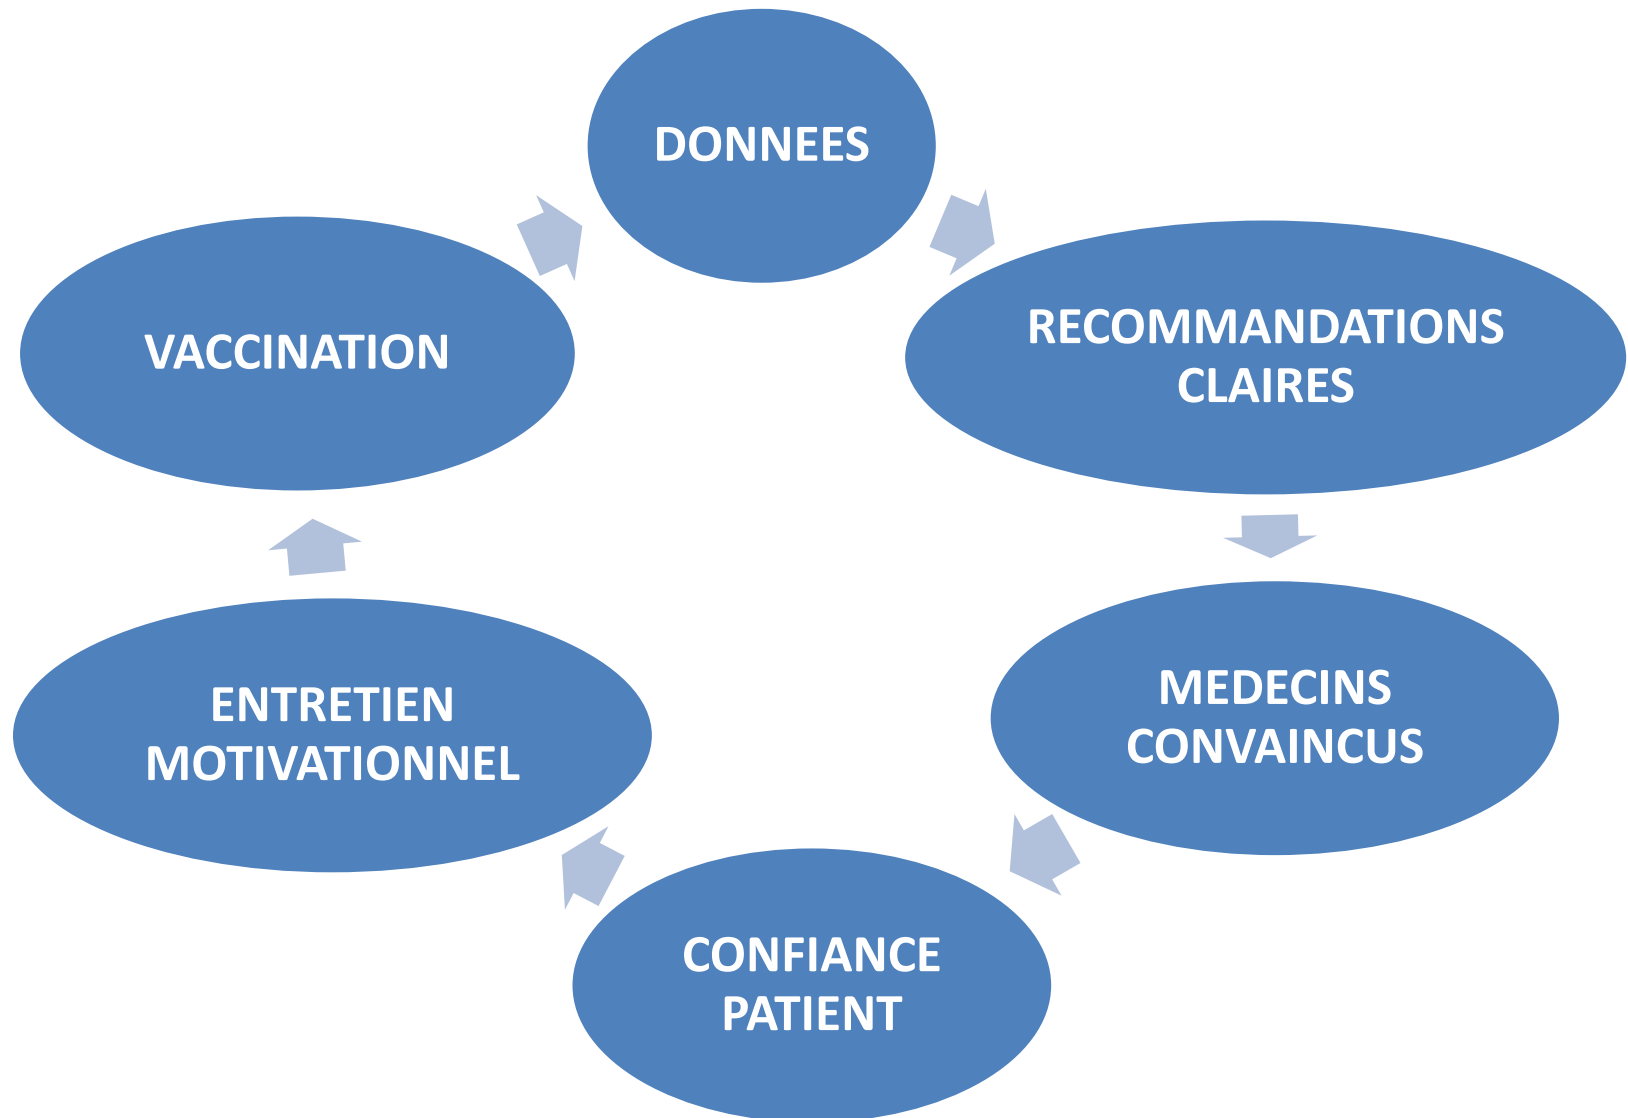 DONNEES
RECOMMANDATIONS
CLAIRES
MEDECINS
CONVAINCUS
CONFIANCE
PATIENT
ENTRETIEN
MOTIVATIONNEL
VACCINATION